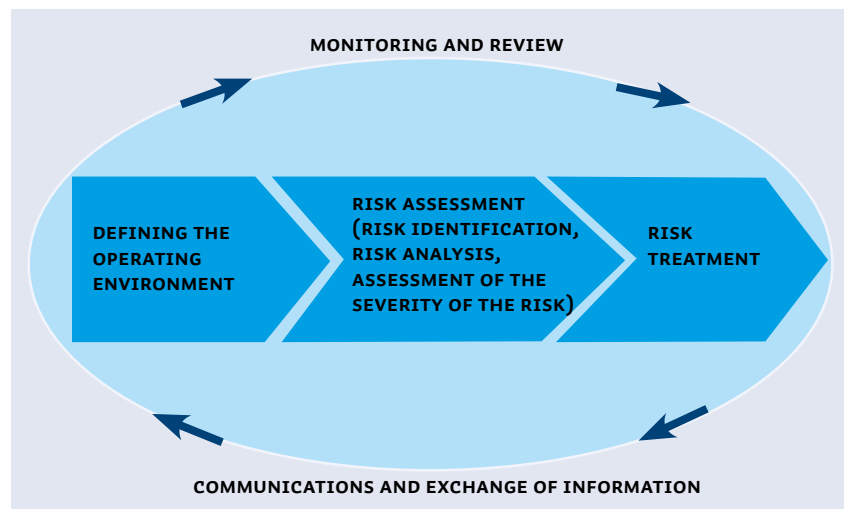 MONITORING AND REVIEW
DEFINING THE
OPERATING
ENVIRONMENT
RISK ASSESSMENT
(RISK IDENTIFICATION,
RISK ANALYSIS,
ASSESSMENT OF THE
SEVERITY OF THE RISK)
RISK
TREATMENT
COMMUNICATIONS AND EXCHANGE OF INFORMATION